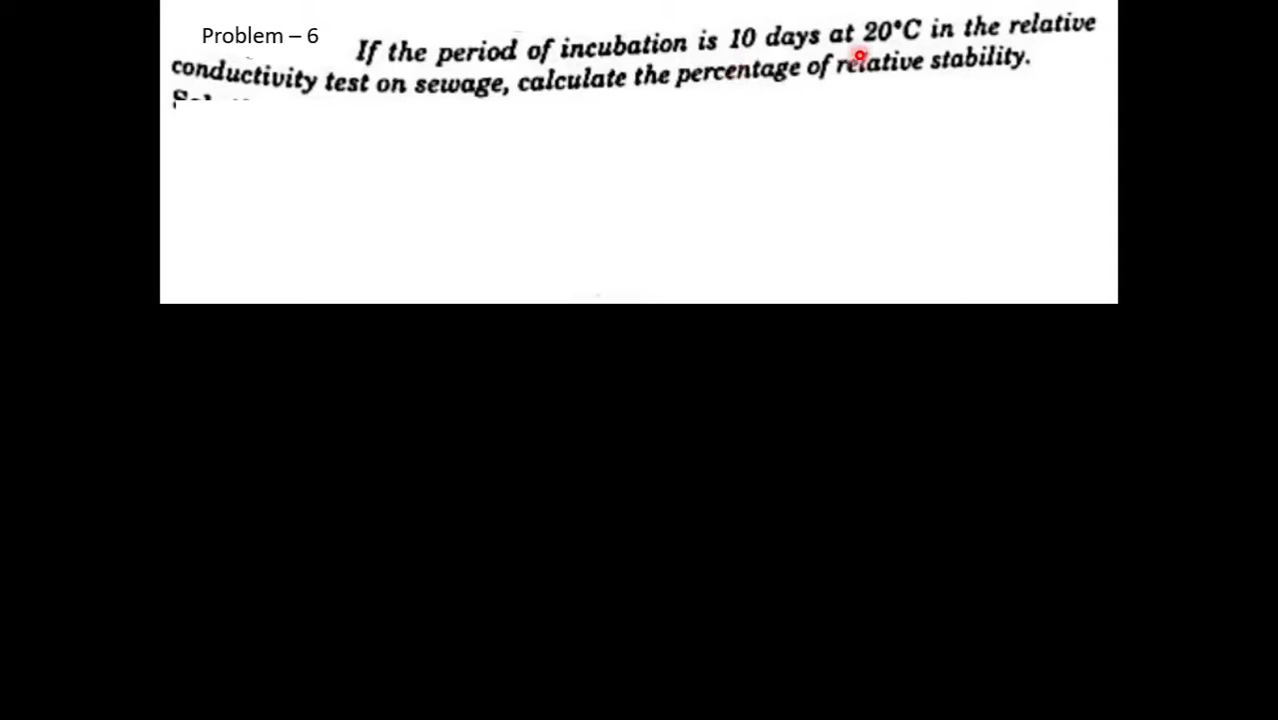 Problem – 6
If the period of incubation is 10 days at 20°C in the relative
conductivity test on sewage, calculate the percentage of relative stability.